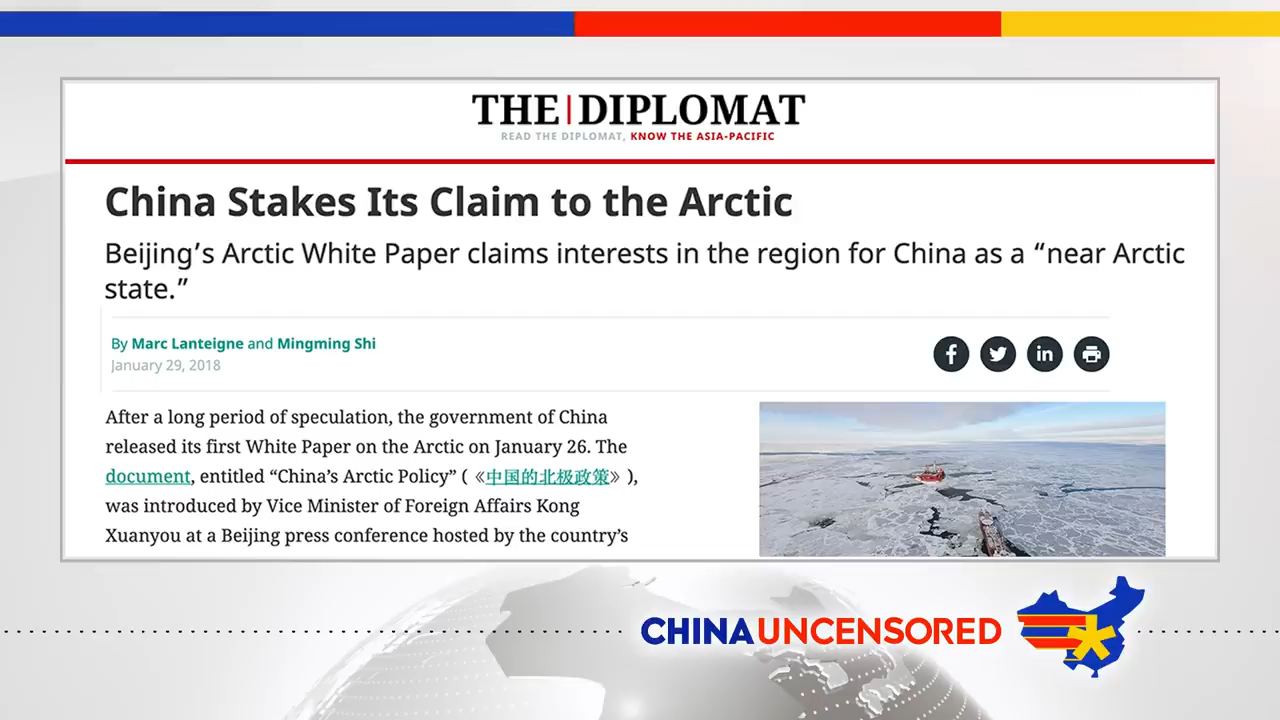 THE|DIPLOMAT
READ THE DIPLOMAT, KNOW THE ASIA-PACIFIC
China Stakes Its Claim to the Arctic
Beijing’s Arctic White Paper claims interests in the region for China as a “near Arctic
state.”
By Marc Lanteigne and Mingming Shi
January 29, 2018
After a long period of speculation, the government of China
released its first White Paper on the Arctic on January 26. The
document, entitled “China’s Arctic Policy” (《中国的北极政策》),
was introduced by Vice Minister of Foreign Affairs Kong
Xuanyou at a Beijing press conference hosted by the country’s
CHINA UNCENSORED